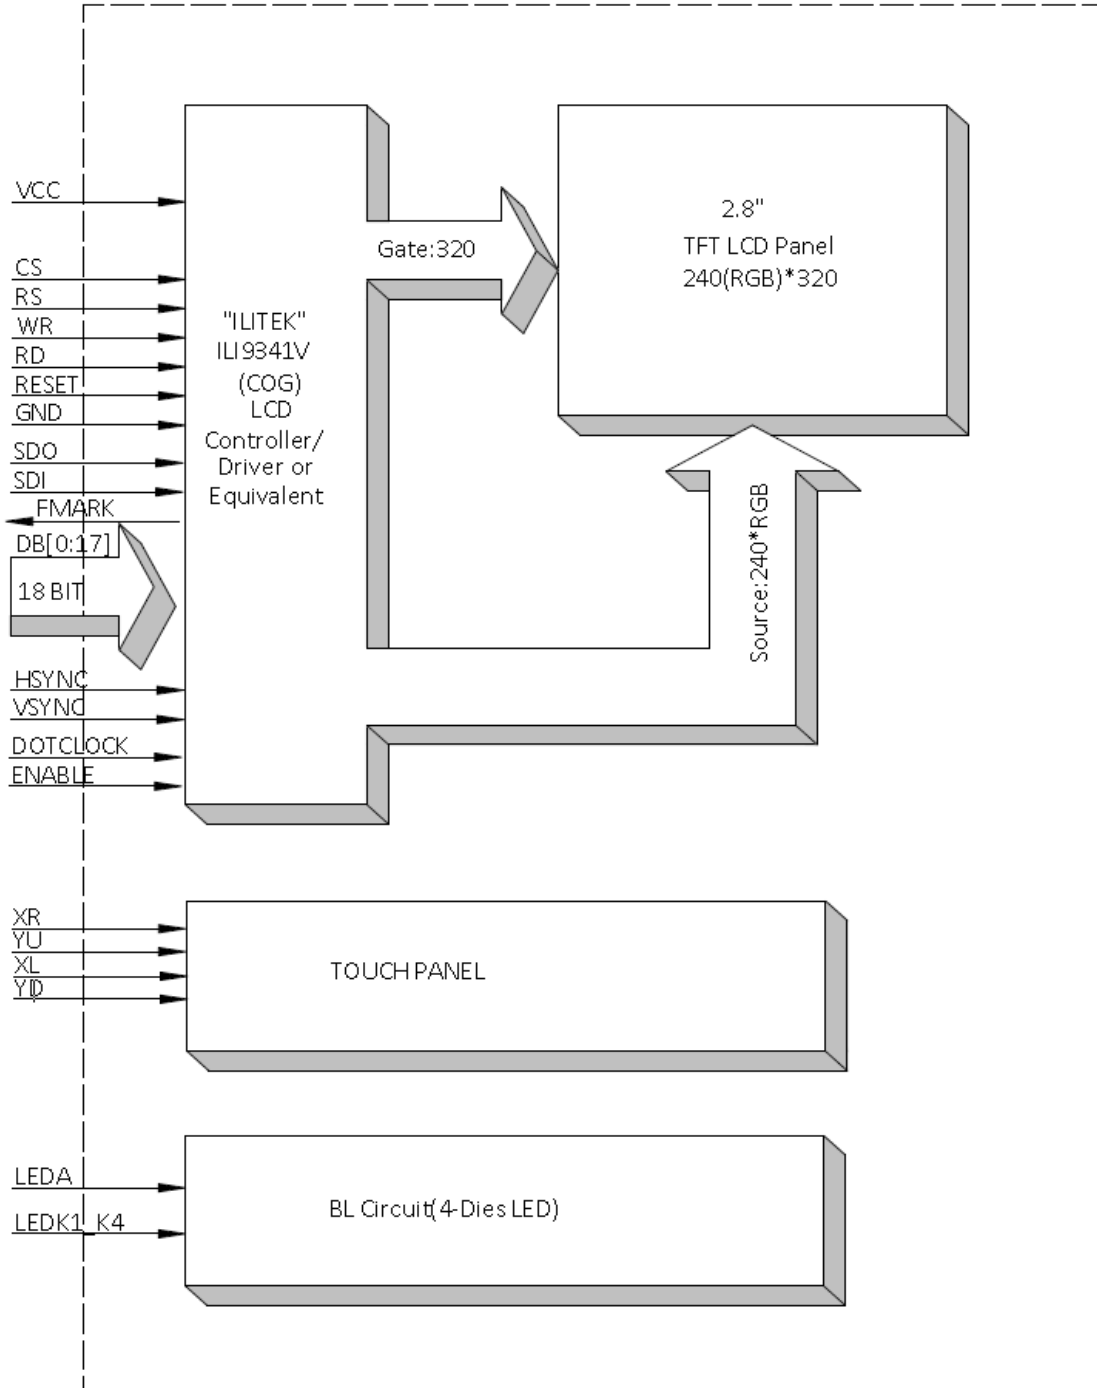 VCC
CS
RS
WR
RD
RESET
GND
SDO
SDI
FMARK
DB[0:17]
18 BIT
HSYNC
VSYNC
DOTCLOCK
ENABLE
"ILITEK"
ILI9341V
(COG)
LCD
Controller/
Driver or
Equivalent
Gate:320
2.8"
TFT LCD Panel
240(RGB)*320
Source:240*RGB
XR
YU
XL
YD
TOUCH PANEL
LEDA
LEDK1_K4
BL Circuit(4-Dies LED)